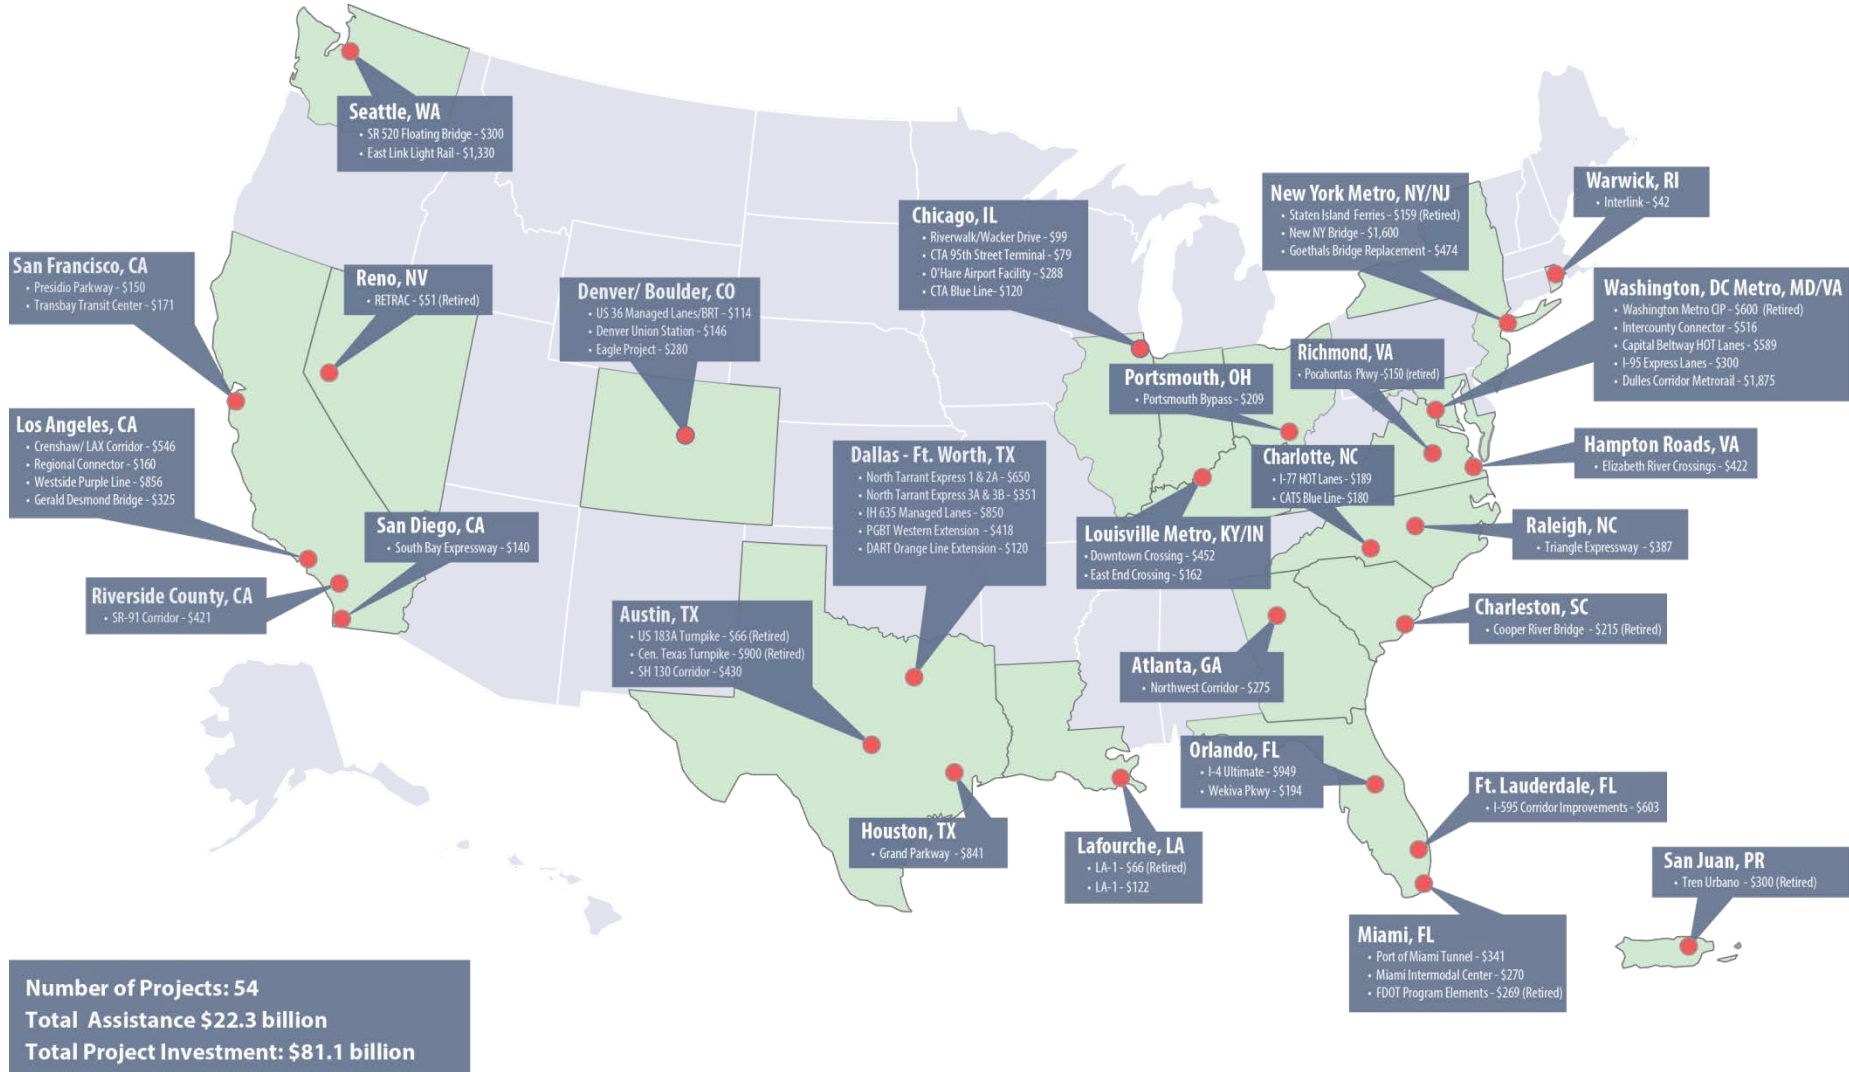 Seattle, WA
• SR 520 Floating Bridge - $300
• East Link Light Rail - $1,330
San Francisco, CA
• Presidio Parkway - $150
• Transbay Transit Center - $171
Reno, NV
• RETRAC - $51 (Retired)
Denver/ Boulder, CO
• US 36 Managed Lanes/BRT - $114
• Denver Union Station - $146
• Eagle Project - $280
Chicago, IL
• Riverwalk/Wacker Drive - $99
• CTA 95th Street Terminal - $79
• O'Hare Airport Facility - $288
• CTA Blue Line- $120
New York Metro, NY/NJ
• Staten Island Ferries - $159 (Retired)
• New NY Bridge - $1,600
• Goethals Bridge Replacement - $474
Warwick, RI
• Interlink - $42
Washington, DC Metro, MD/VA
• Washington Metro CIP - $600 (Retired)
• Intercounty Connector - $516
• Capital Beltway HOT Lanes - $589
• I-95 Express Lanes - $300
• Dulles Corridor Metrorail - $1,875
Richmond, VA
• Pocahontas Pkwy -$150 (retired)
Portsmouth, OH
• Portsmouth Bypass - $209
Los Angeles, CA
• Crenshaw/ LAX Corridor - $546
• Regional Connector - $160
• Westside Purple Line - $856
• Gerald Desmond Bridge - $325
San Diego, CA
• South Bay Expressway - $140
Riverside County, CA
• SR-91 Corridor - $421
Dallas - Ft. Worth, TX
• North Tarrant Express 1 & 2A - $650
• North Tarrant Express 3A & 3B - $351
• IH 635 Managed Lanes - $850
• PGBT Western Extension - $418
• DART Orange Line Extension - $120
Charlotte, NC
• I-77 HOT Lanes - $189
• CATS Blue Line- $180
Hampton Roads, VA
• Elizabeth River Crossings - $422
Louisville Metro, KY/IN
• Downtown Crossing - $452
• East End Crossing - $162
Raleigh, NC
• Triangle Expressway - $387
Austin, TX
• US 183A Turnpike - $66 (Retired)
• Cen. Texas Turnpike - $900 (Retired)
• SH 130 Corridor - $430
Charleston, SC
• Cooper River Bridge - $215 (Retired)
Atlanta, GA
• Northwest Corridor - $275
Orlando, FL
• I-4 Ultimate - $949
• Wekiva Pkwy - $194
Ft. Lauderdale, FL
• I-595 Corridor Improvements - $603
Houston, TX
• Grand Parkway - $841
Lafourche, LA
• LA-1 - $66 (Retired)
• LA-1 - $122
San Juan, PR
• Tren Urbano - $300 (Retired)
Miami, FL
• Port of Miami Tunnel - $341
• Miami Intermodal Center - $270
• FDOT Program Elements - $269 (Retired)
Number of Projects: 54
Total Assistance $22.3 billion
Total Project Investment: $81.1 billion